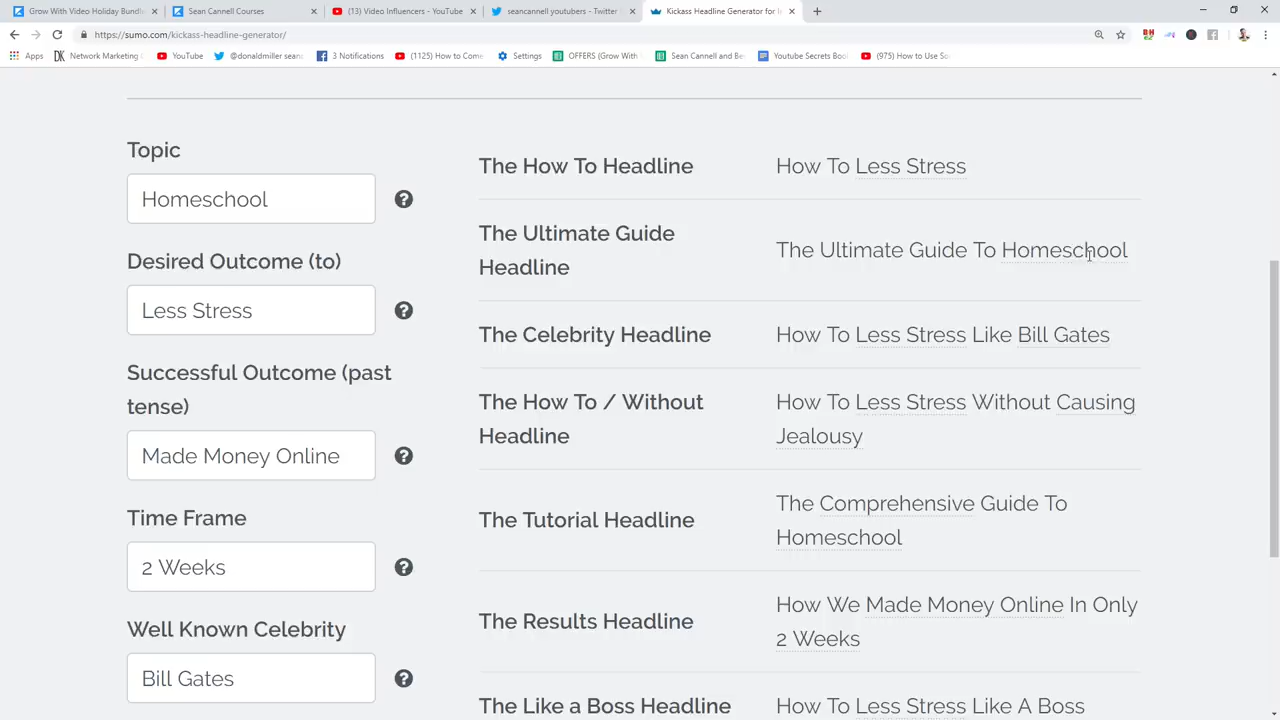 Grow With Video Holiday Bundl
Sean Cannell Courses
(13) Video Influencers - YouTube
seancannell youtubers - Twitter
Kickass Headline Generator for I
https://sumo.com/kickass-headline-generator/
Apps
Network Marketing
YouTube
@donaldmiller seanc
3 Notifications
(1125) How to Come
Settings
OFFERS (Grow With
Sean Cannell and Be
Youtube Secrets Boo
(975) How to Use So
Topic
Homeschool
Desired Outcome (to)
Less Stress
Successful Outcome (past
tense)
Made Money Online
Time Frame
2 Weeks
Well Known Celebrity
Bill Gates
The How To Headline
How To Less Stress
The Ultimate Guide
Headline
The Ultimate Guide To Homeschool
The Celebrity Headline
How To Less Stress Like Bill Gates
The How To / Without
Headline
How To Less Stress Without Causing
Jealousy
The Tutorial Headline
The Comprehensive Guide To
Homeschool
The Results Headline
How We Made Money Online In Only
2 Weeks
The Like a Boss Headline
How To Less Stress Like A Boss